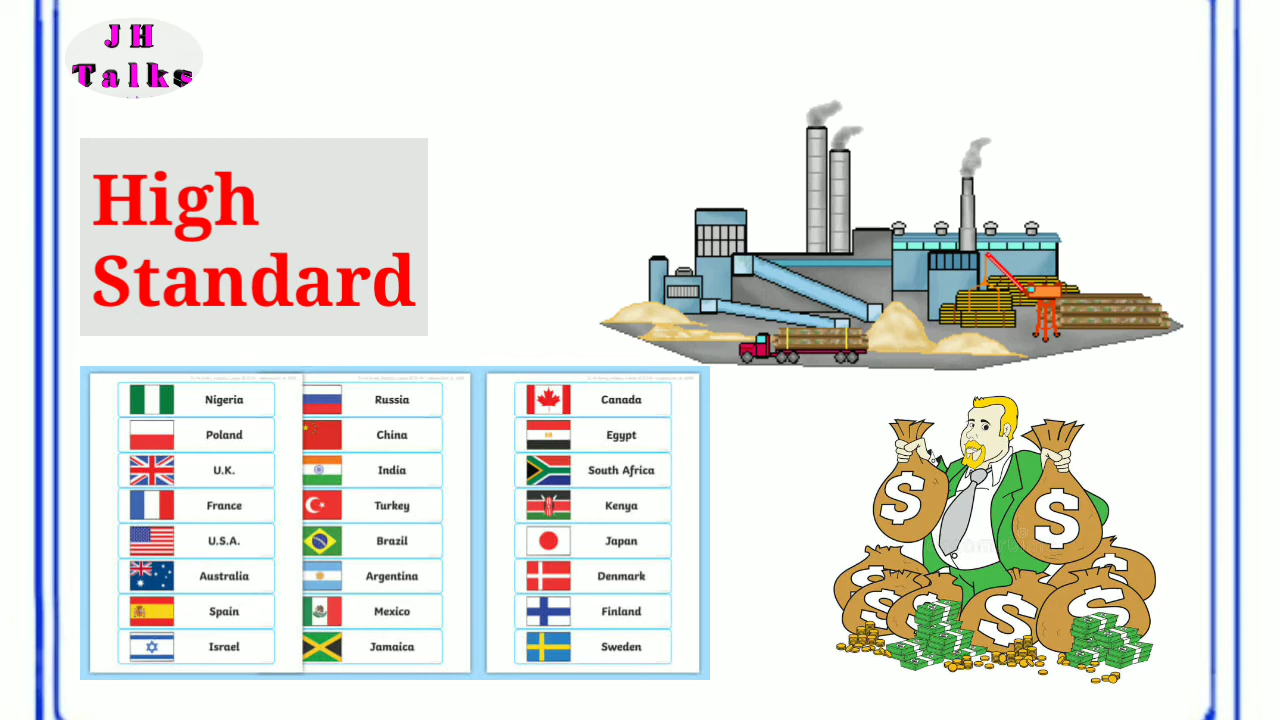 J H
Talks
High
Standard
Nigeria
Poland
U.K.
France
U.S.A.
Australia
Spain
Israel
Russia
China
India
Turkey
Brazil
Argentina
Mexico
Jamaica
Canada
Egypt
South Africa
Kenya
Japan
Denmark
Finland
Sweden
$
$
$
$
$
$
$